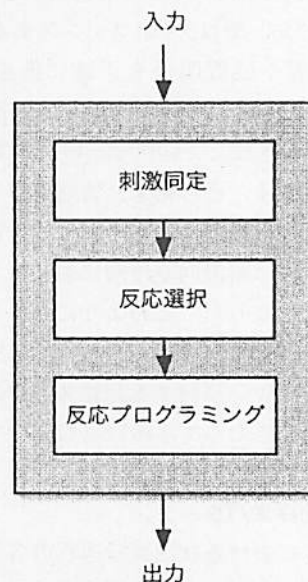 入力
刺激同定
反応選択
反応プログラミング
出力